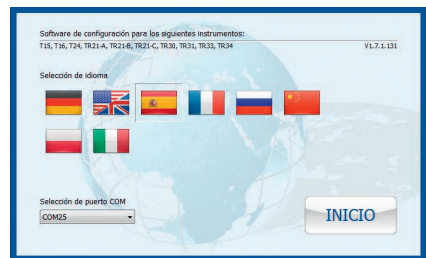 Software de configuración para los siguientes instrumentos:
T15, T16, T24, TR21-A, TR21-B, TR21-C, TR30, TR31, TR33, TR34 V1.7.1.131
Selección de idioma
Selección de puerto COM
COM25
INICIO